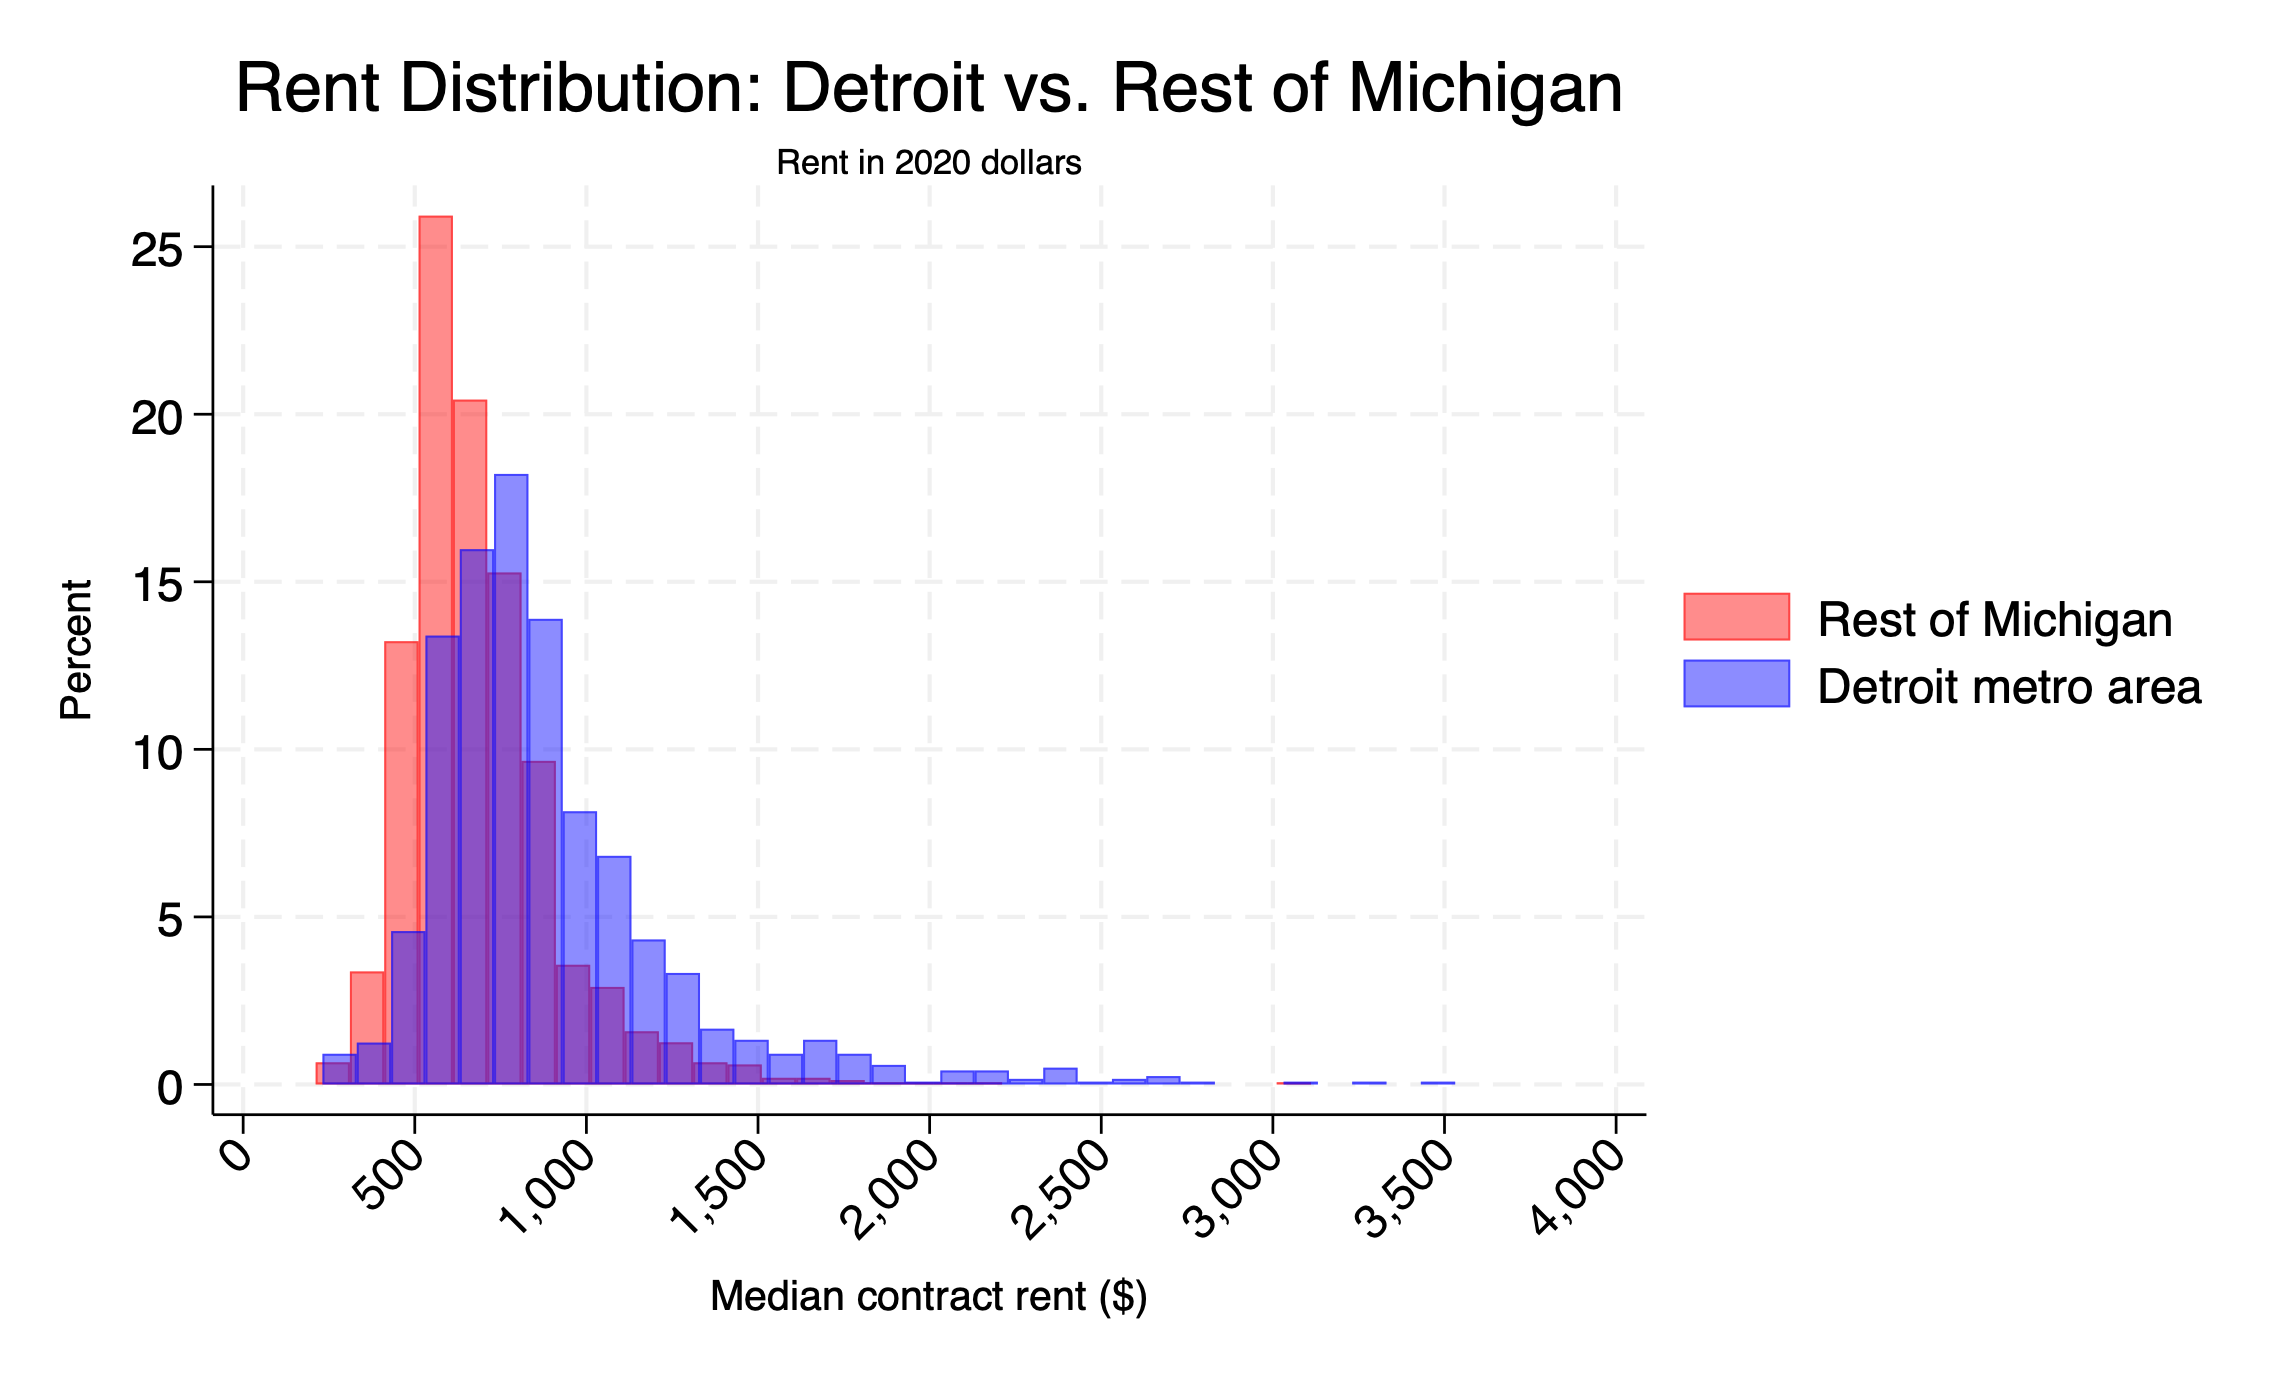 Rent Distribution: Detroit vs. Rest of Michigan
Rent in 2020 dollars
Percent
25
20
15
10
5
0
0
500
1,000
1,500
2,000
2,500
3,000
3,500
4,000
Median contract rent ($)
Rest of Michigan
Detroit metro area